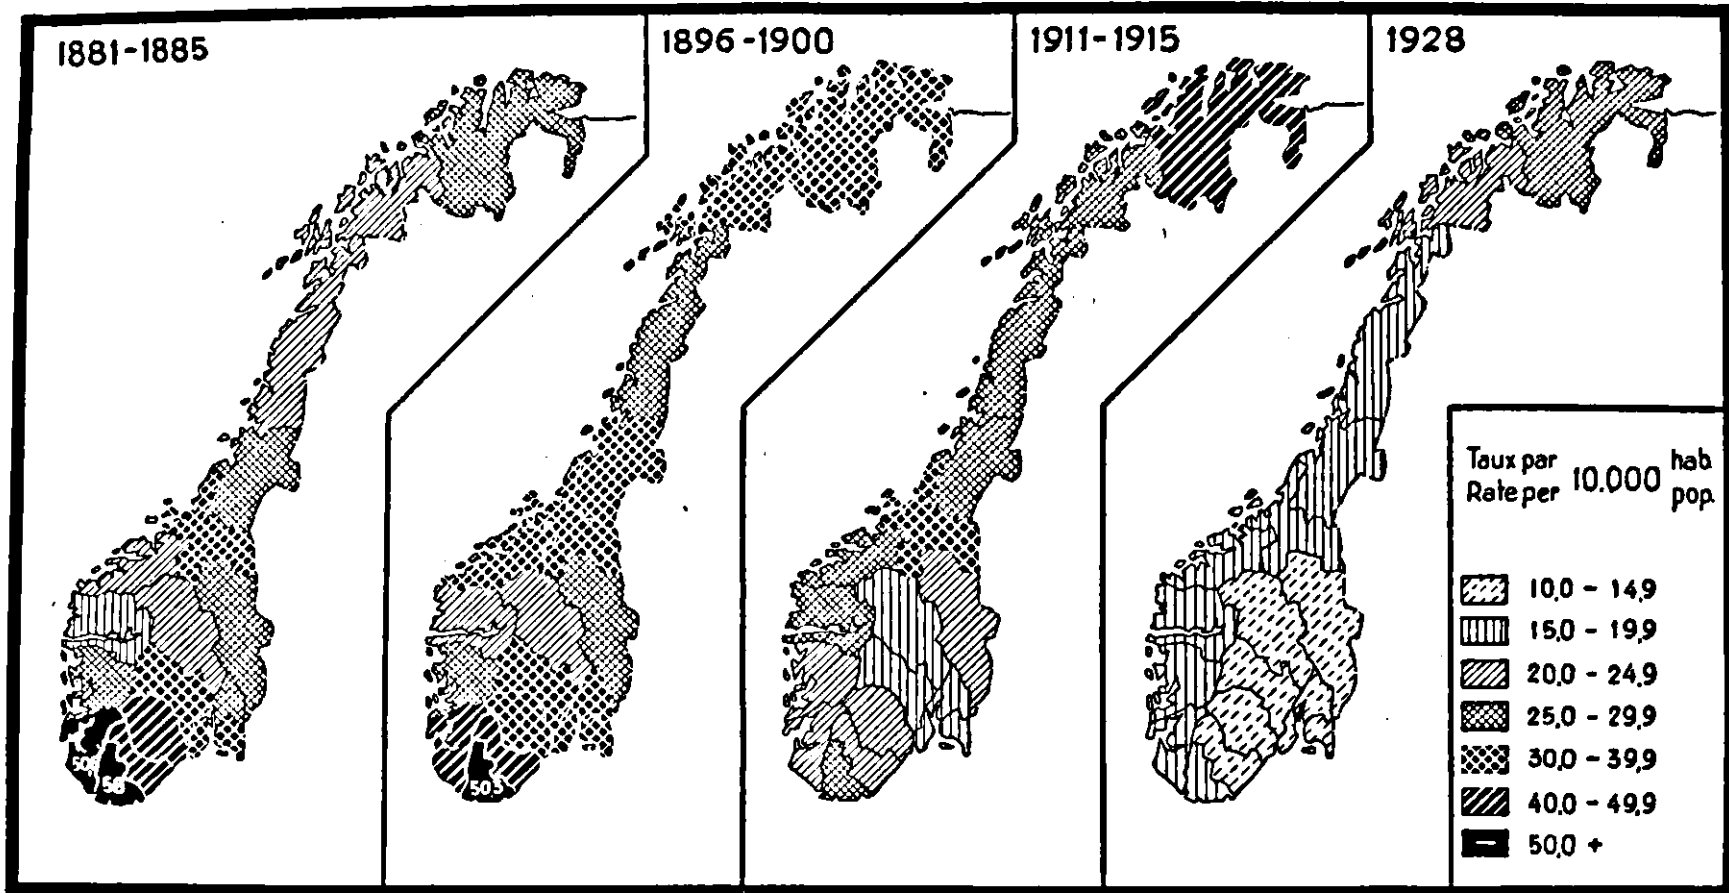 1881-1885
1896-1900
1911-1915
1928
Taux par 10.000 hab.
Rate per pop.
10,0 - 14,9
15,0 - 19,9
20,0 - 24,9
25,0 - 29,9
30,0 - 39,9
40,0 - 49,9
50,0 +
58
50,5